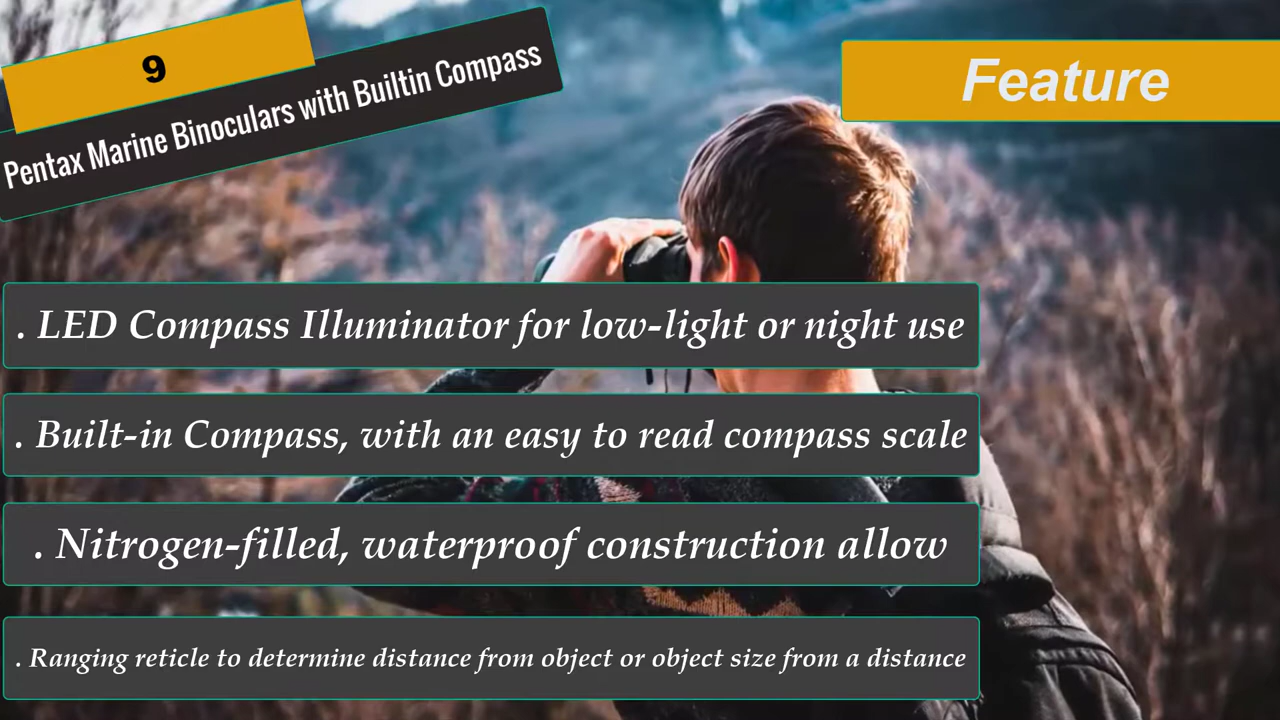 9
Pentax Marine Binoculars with Builtin Compass
Feature
. LED Compass Illuminator for low-light or night use
. Built-in Compass, with an easy to read compass scale
. Nitrogen-filled, waterproof construction allow
. Ranging reticle to determine distance from object or object size from a distance